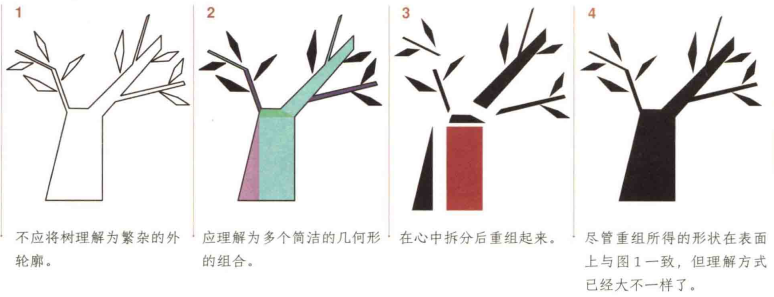 1
2
3
4
不应将树理解为繁杂的外
轮廓。
应理解为多个简洁的几何形
的组合。
在心中拆分后重组起来。
尽管重组所得的形状在表面
上与图1一致，但理解方式
已经大不一样了。